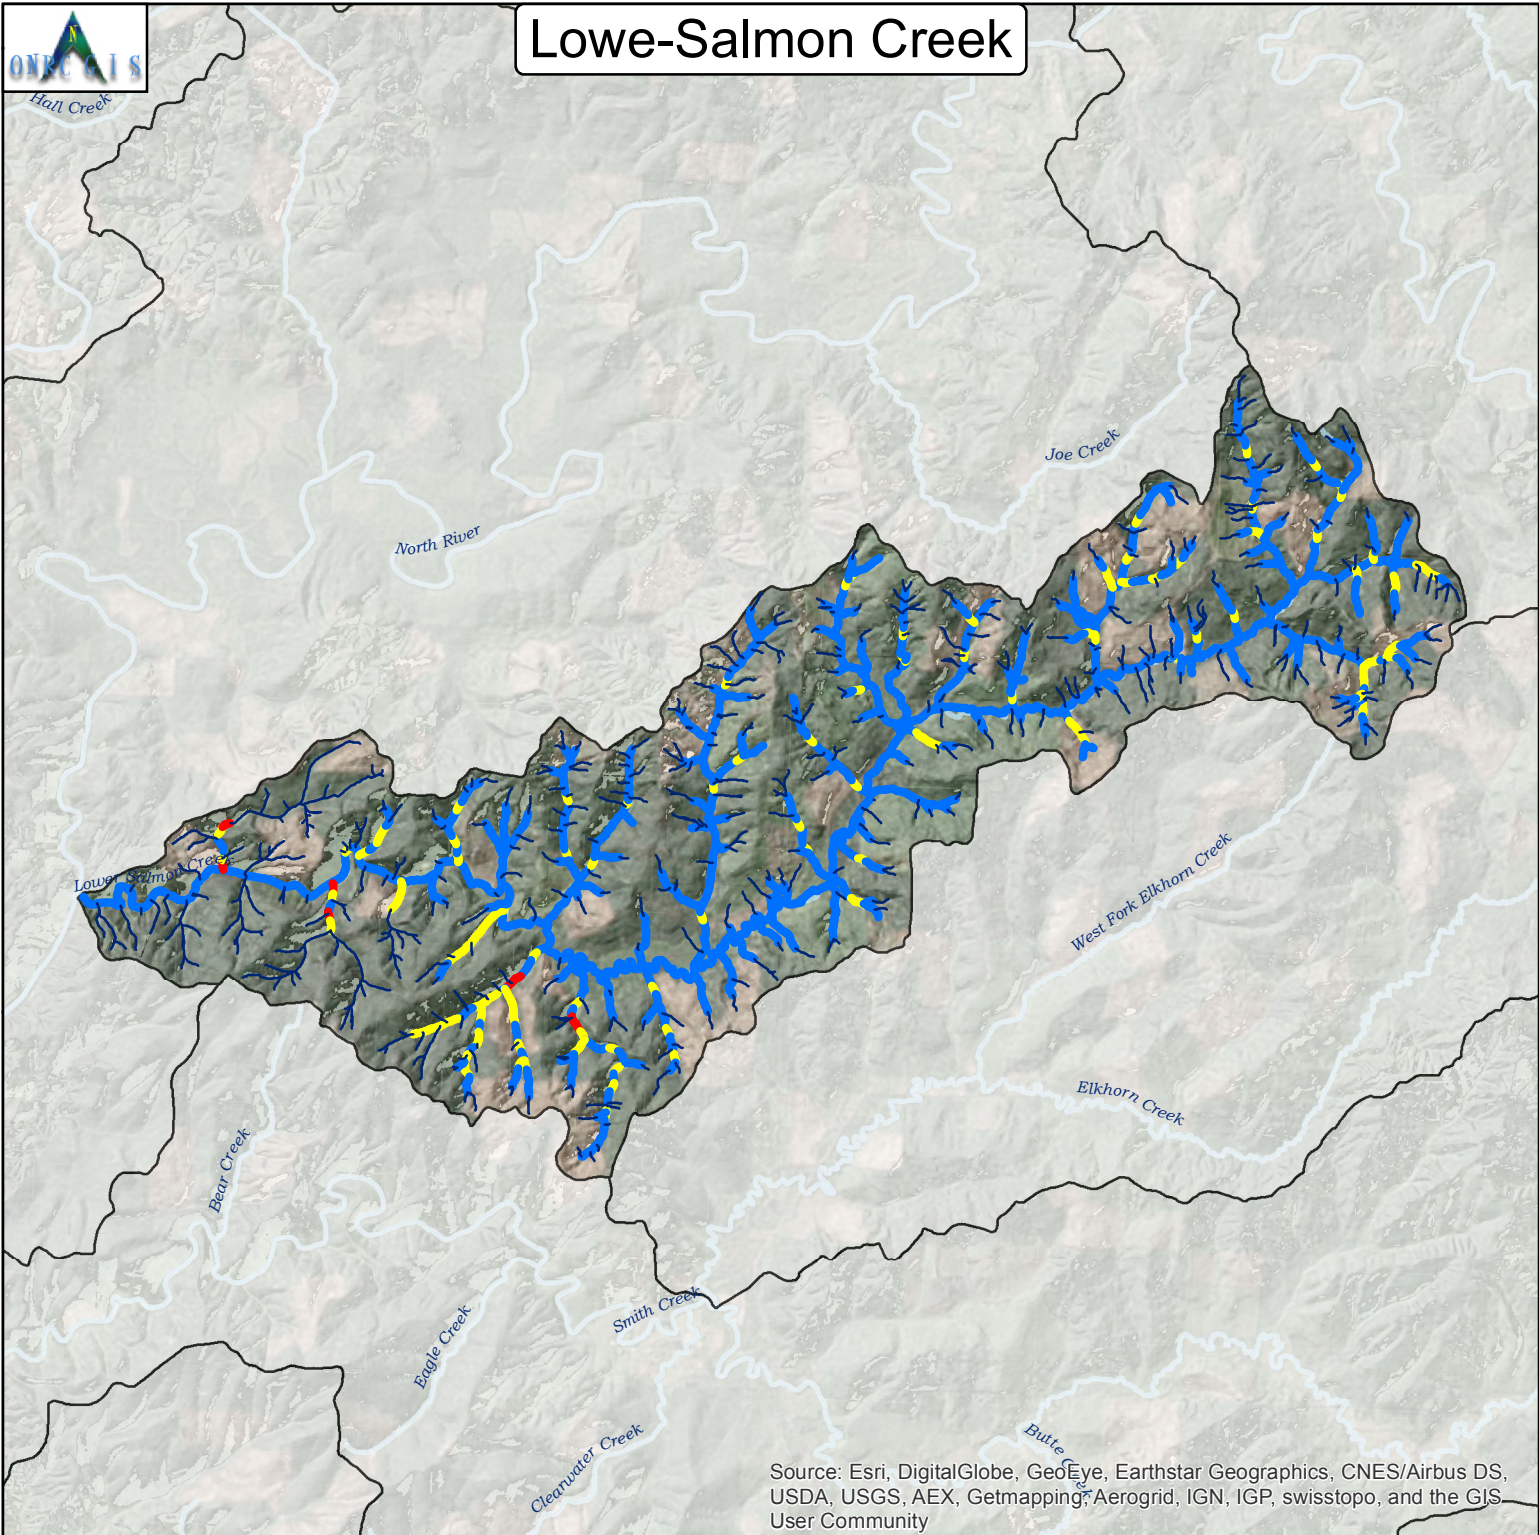 Lowe-Salmon Creek
N
ONRC GIS
Hall Creek
Joe Creek
North River
Lower Salmon Creek
West Fork Elkhorn Creek
Elkhorn Creek
Bear Creek
Smith Creek
Eagle Creek
Clearwater Creek
Butte Creek
Source: Esri, DigitalGlobe, GeoEye, Earthstar Geographics, CNES/Airbus DS,
USDA, USGS, AEX, Getmapping, Aerogrid, IGN, IGP, swisstopo, and the GIS
User Community